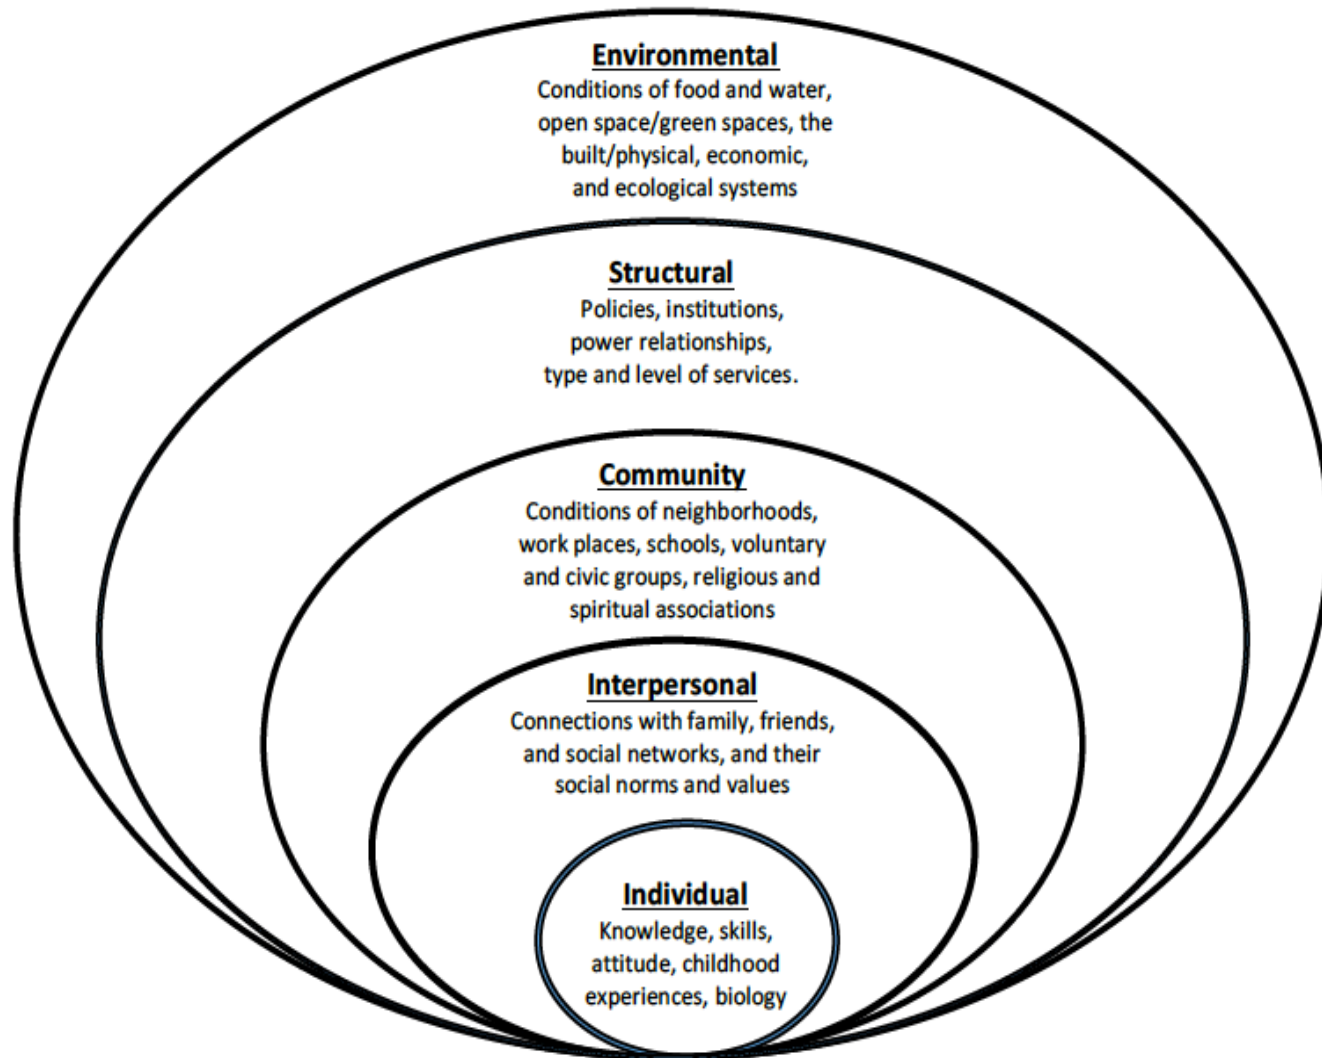 Environmental
Conditions of food and water,
open space/green spaces, the
built/physical, economic,
and ecological systems
Structural
Policies, institutions,
power relationships,
type and level of services.
Community
Conditions of neighborhoods,
work places, schools, voluntary
and civic groups, religious and
spiritual associations
Interpersonal
Connections with family, friends,
and social networks, and their
social norms and values
Individual
Knowledge, skills,
attitude, childhood
experiences, biology